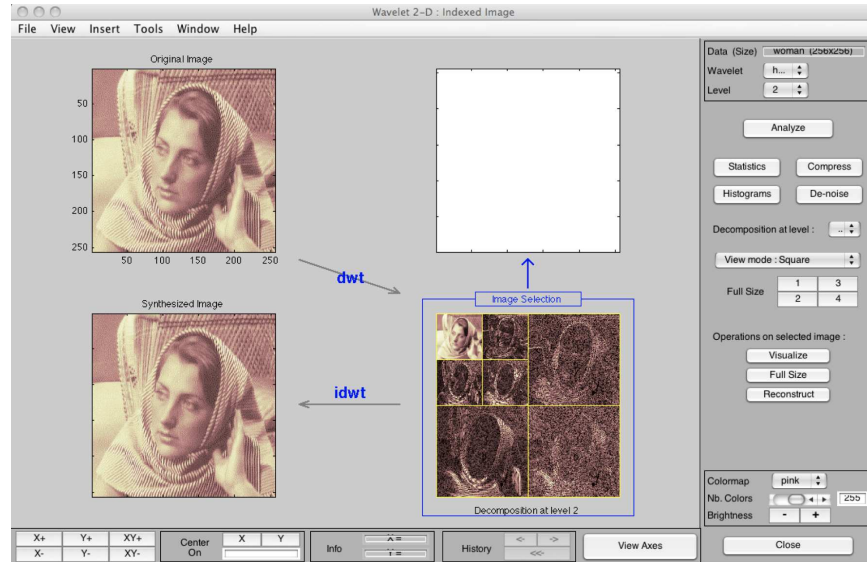 Wavelet 2-D : Indexed Image
File View Insert Tools Window Help
Original Image
50
100
150
200
250
50 100 150 200 250
dwt
Image Selection
Synthesized Image
idwt
Decomposition at level 2
Data (Size) woman (256x256)
Wavelet h...
Level 2
Analyze
Statistics Compress
Histograms De-noise
Decomposition at level : ..
View mode : Square
Full Size 1 3
2 4
Operations on selected image :
Visualize
Full Size
Reconstruct
Colormap pink
Nb. Colors 255
Brightness - +
X+ Y+ XY+
X- Y- XY-
Center On X Y
Info X = Y =
History <- -> <<-
View Axes
Close